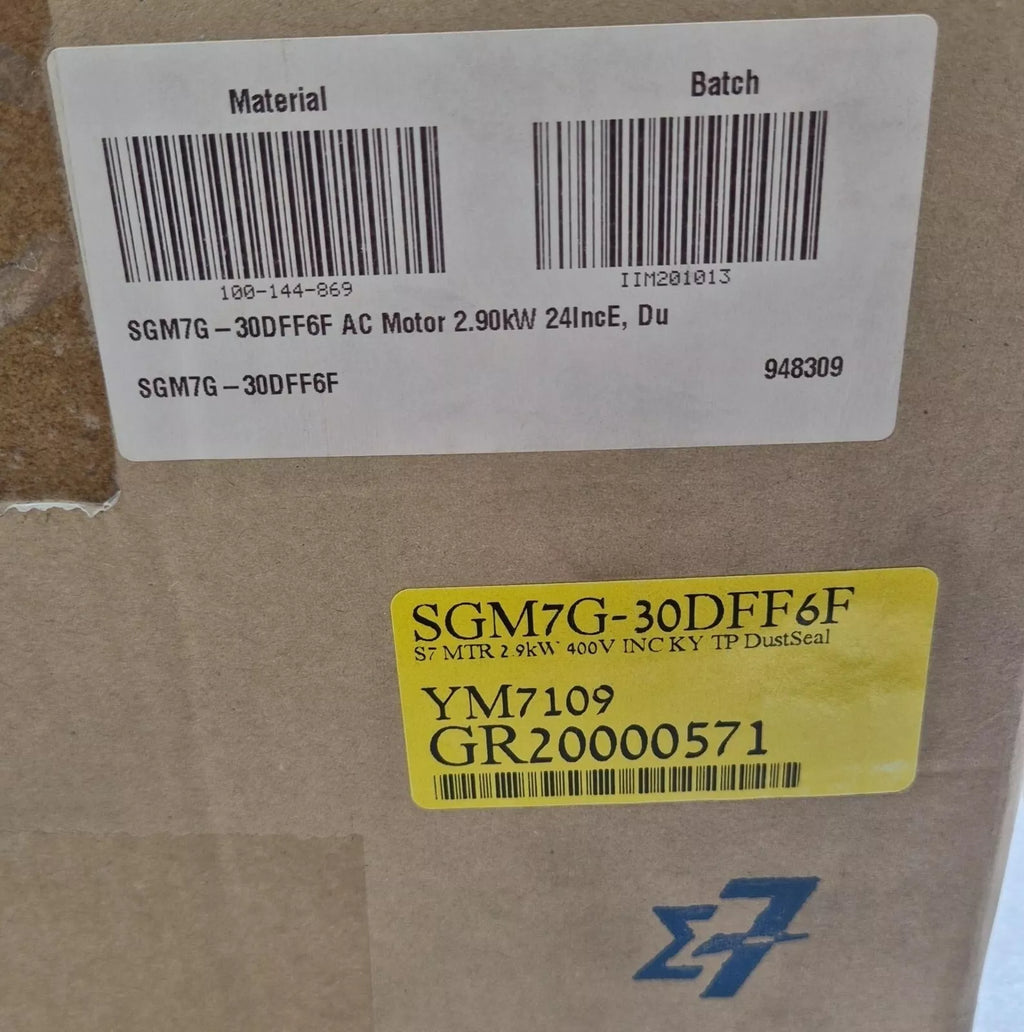 Material
Batch
100-144-869
IIM201013
SGM7G-30DFF6F AC Motor 2.90kW 24IncE, Du
SGM7G-30DFF6F
948309
SGM7G-30DFF6F
S7 MTR 2.9kW 400V INC KY TP DustSeal
YM7109
GR20000571
Σ-7